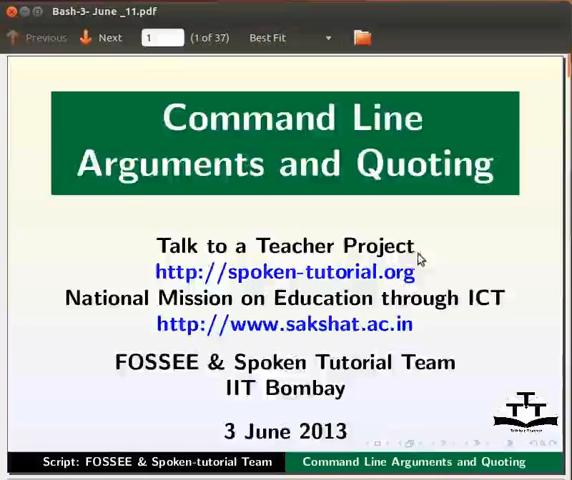 Bash-3- June _11.pdf
Previous Next 1 (1 of 37) Best Fit
Command Line
Arguments and Quoting
Talk to a Teacher Project
http://spoken-tutorial.org
National Mission on Education through ICT
http://www.sakshat.ac.in
FOSSEE & Spoken Tutorial Team
IIT Bombay
3 June 2013
Script: FOSSEE & Spoken-tutorial Team Command Line Arguments and Quoting